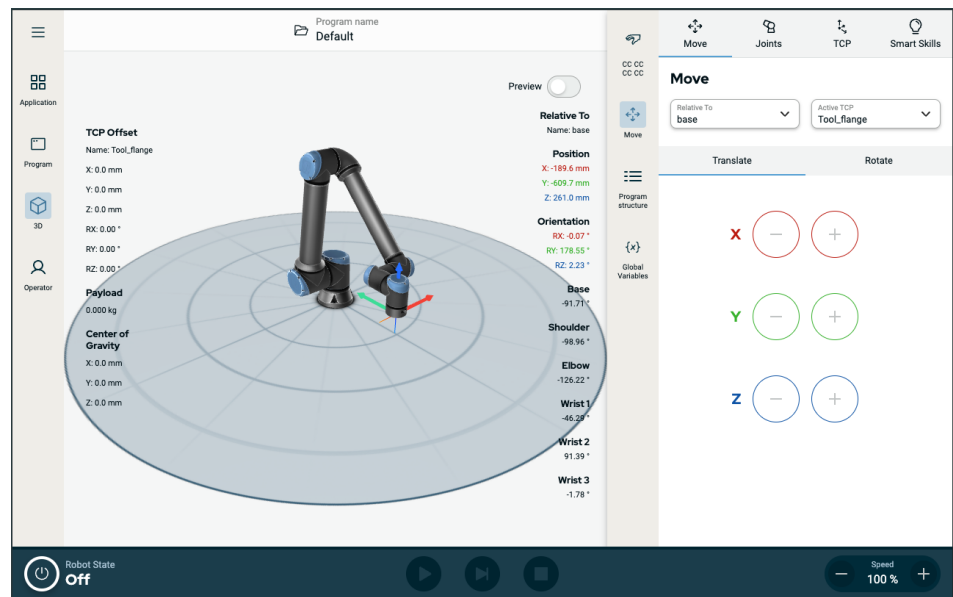 Program name
Default
Application
Program
3D
Operator
Preview
TCP Offset
Name: Tool_flange
X: 0.0 mm
Y: 0.0 mm
Z: 0.0 mm
RX: 0.00 °
RY: 0.00 °
RZ: 0.00 °
Payload
0.000 kg
Center of
Gravity
X: 0.0 mm
Y: 0.0 mm
Z: 0.0 mm
Relative To
Name: base
Position
X: -189.6 mm
Y: -609.7 mm
Z: 261.0 mm
Orientation
RX: -0.07 °
RY: 178.55 °
RZ: 2.23 °
Base
-91.71 °
Shoulder
-98.96 °
Elbow
-126.22 °
Wrist 1
-46.29 °
Wrist 2
91.39 °
Wrist 3
-1.78 °
CC CC
CC CC
Move
Program
structure
{x}
Global
Variables
Move
Joints
TCP
Smart Skills
Move
Relative To
base
Active TCP
Tool_flange
Translate
Rotate
X − +
Y − +
Z − +
Robot State
Off
Speed
− 100 % +